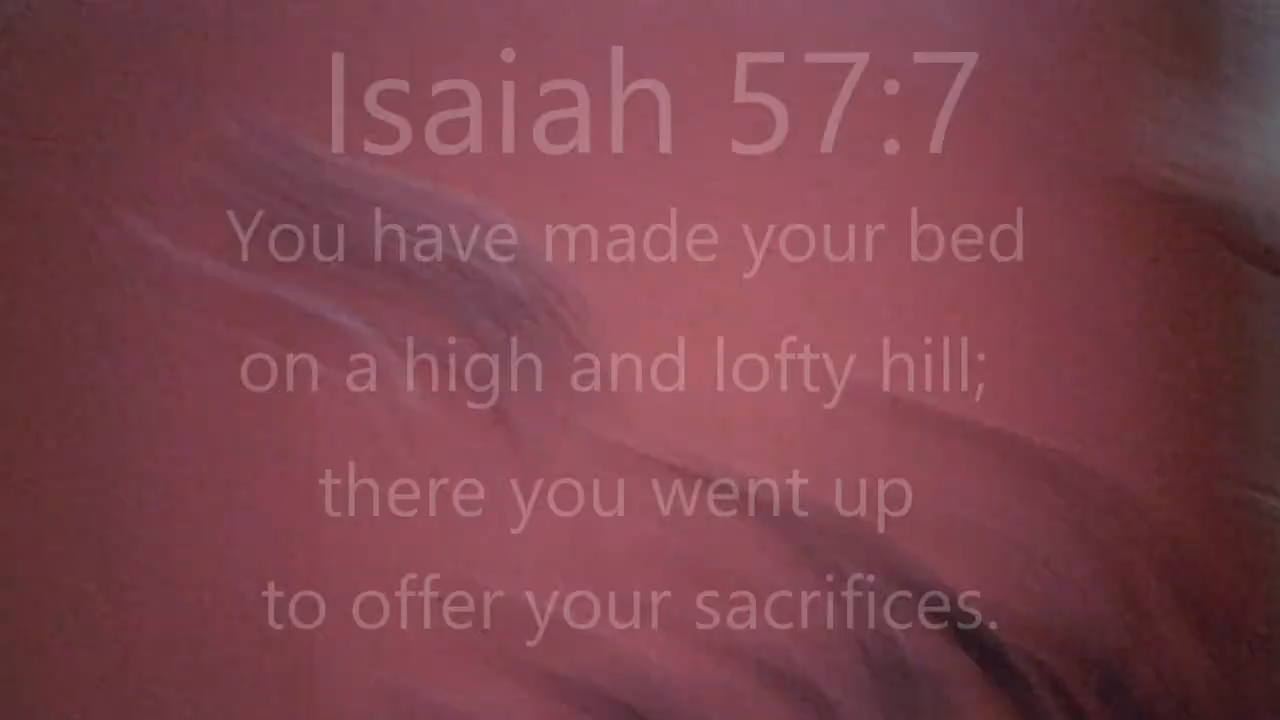 Isaiah 57:7
You have made your bed
on a high and lofty hill;
there you went up
to offer your sacrifices.